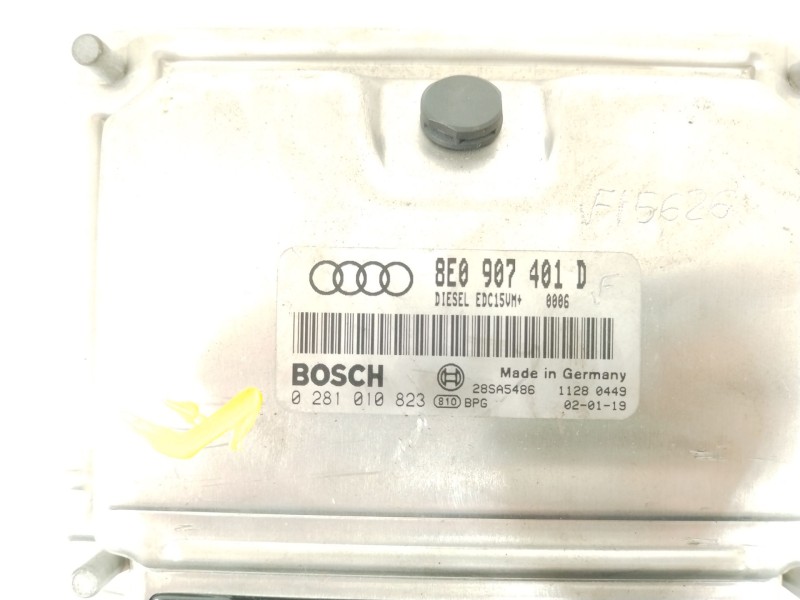 F15626
8E0 907 401 D
DIESEL EDC15VM+ 0006
F
BOSCH
Made in Germany
28SA5486 1128 0449
0 281 010 823 810 BPG 02-01-19